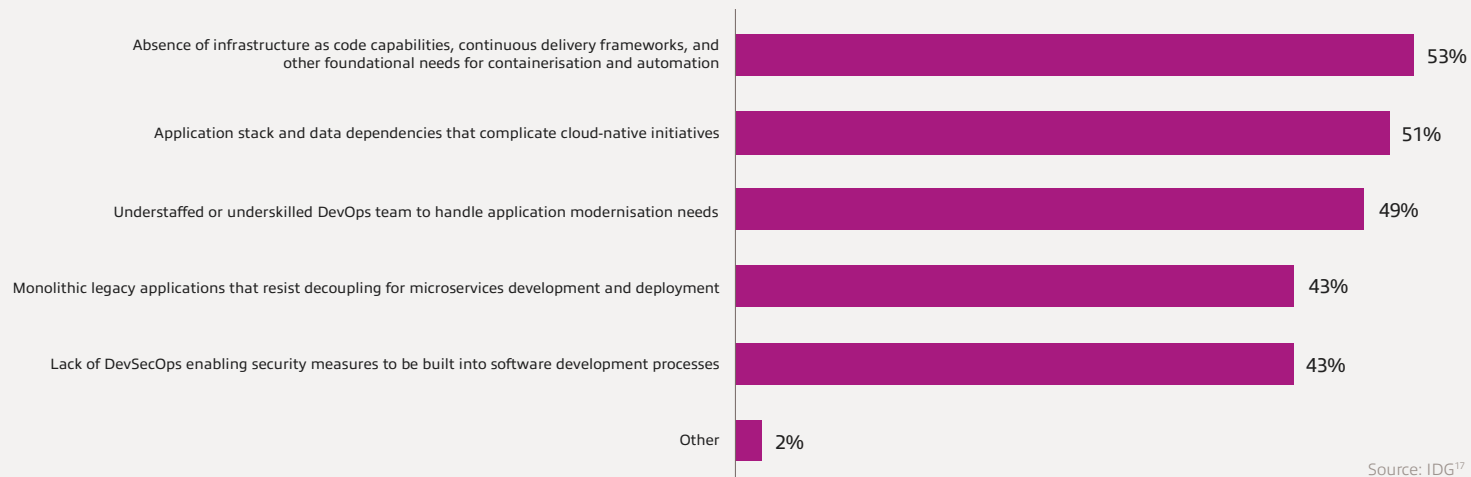 Absence of infrastructure as code capabilities, continuous delivery frameworks, and
other foundational needs for containerisation and automation
53%
Application stack and data dependencies that complicate cloud-native initiatives
51%
Understaffed or underskilled DevOps team to handle application modernisation needs
49%
Monolithic legacy applications that resist decoupling for microservices development and deployment
43%
Lack of DevSecOps enabling security measures to be built into software development processes
43%
Other
2%
Source: IDG¹⁷